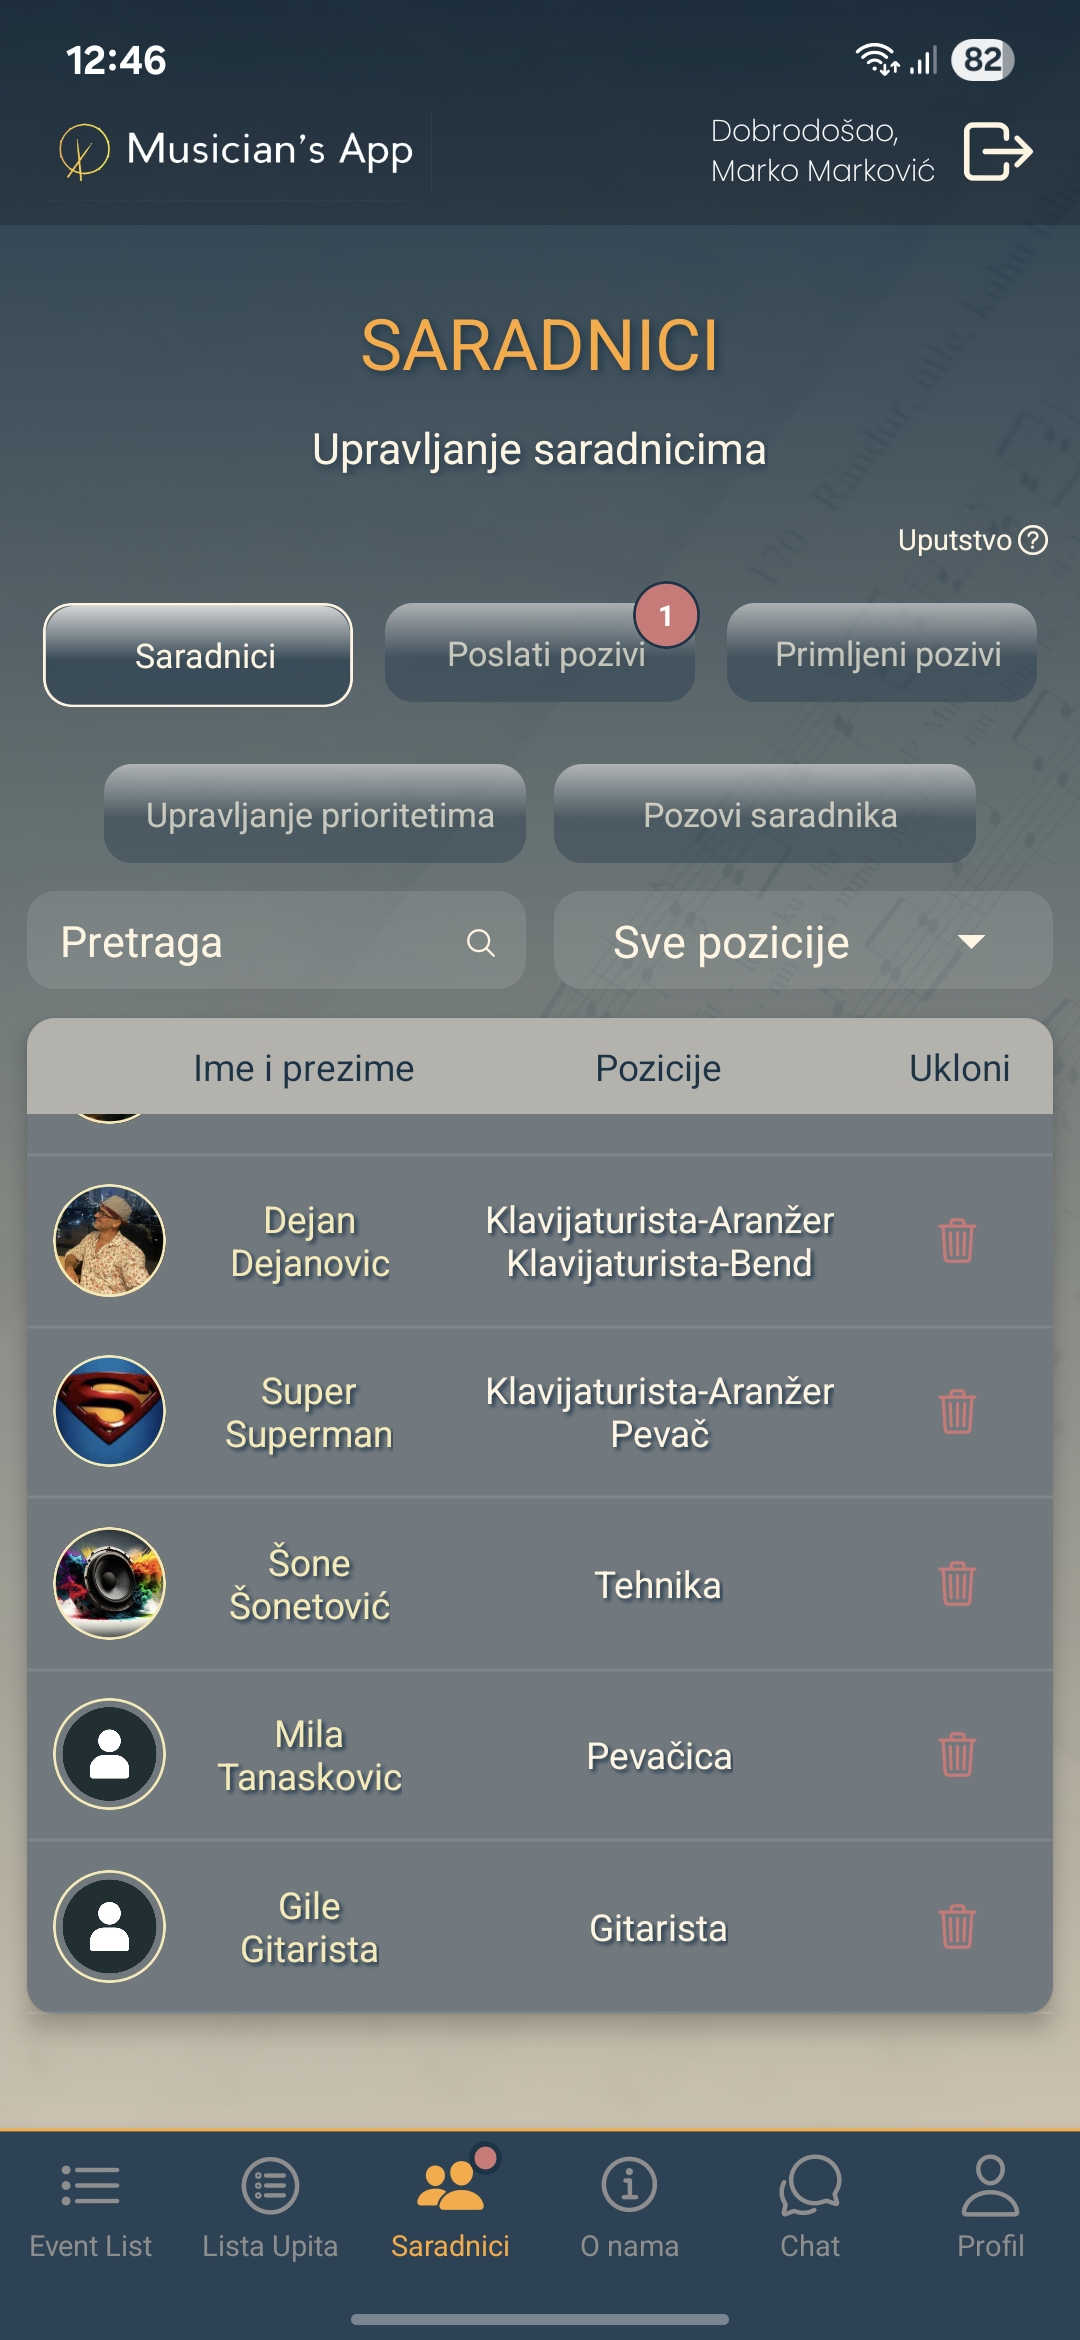 12:46
82
Musician's App
Dobrodošao,
Marko Marković
SARADNICI
Upravljanje saradnicima
Uputstvo
Saradnici
Poslati pozivi
1
Primljeni pozivi
Upravljanje prioritetima
Pozovi saradnika
Pretraga
Sve pozicije
Ime i prezime
Pozicije
Ukloni
Dejan
Dejanovic
Klavijaturista-Aranžer
Klavijaturista-Bend
Super
Superman
Klavijaturista-Aranžer
Pevač
Šone
Šonetović
Tehnika
Mila
Tanaskovic
Pevačica
Gile
Gitarista
Gitarista
Event List
Lista Upita
Saradnici
O nama
Chat
Profil